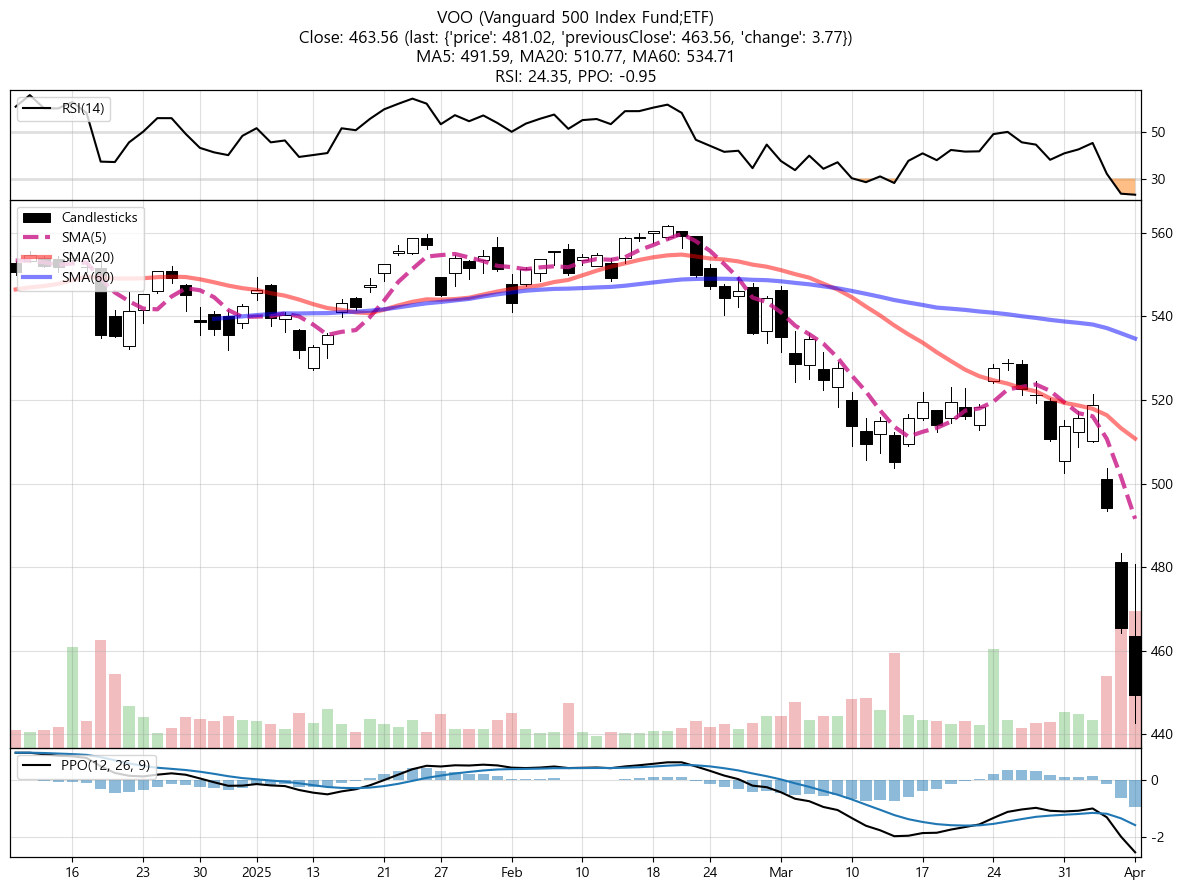 VOO (Vanguard 500 Index Fund;ETF)
Close: 463.56 (last: {'price': 481.02, 'previousClose': 463.56, 'change': 3.77})
MA5: 491.59, MA20: 510.77, MA60: 534.71
RSI: 24.35, PPO: -0.95
RSI(14)
50
30
Candlesticks
SMA(5)
SMA(20)
SMA(60)
560
540
520
500
480
460
440
PPO(12, 26, 9)
0
-2
16 23 30 2025 13 21 27 Feb 10 18 24 Mar 10 17 24 31 Apr